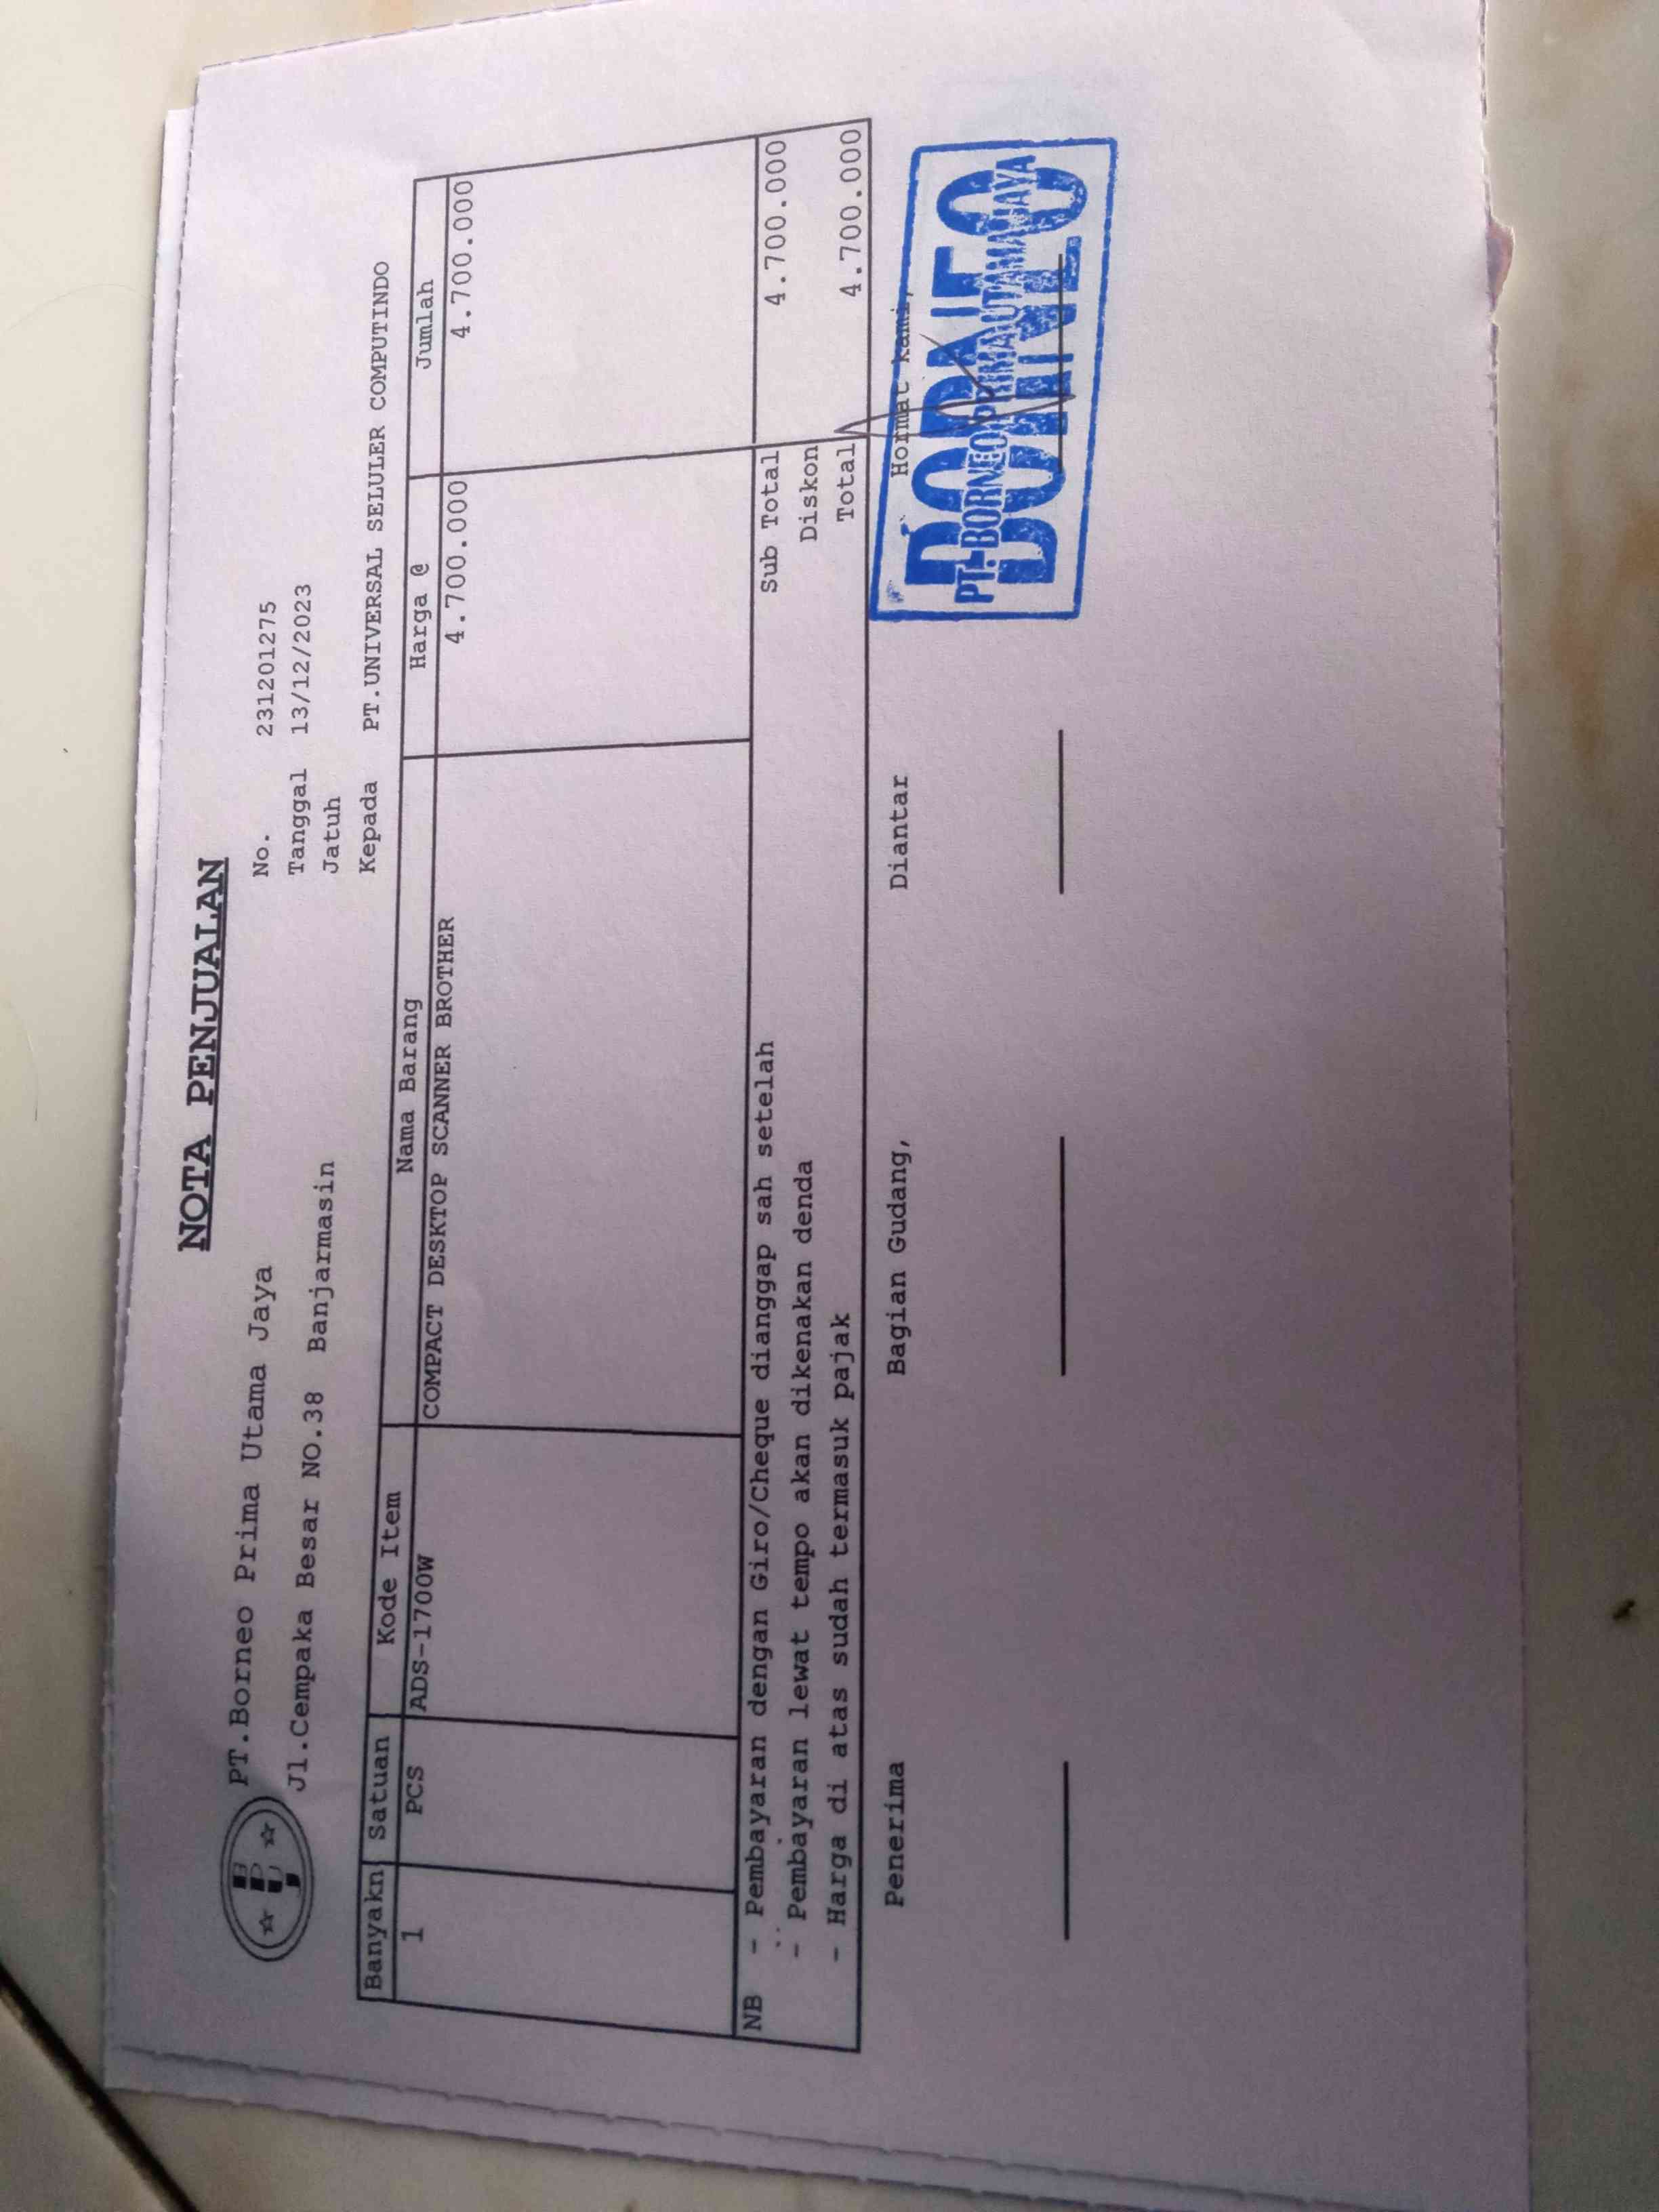 NOTA PENJUALAN
BPU
PT.Borneo Prima Utama Jaya
Jl.Cempaka Besar NO.38 Banjarmasin
No. 231201275
Tanggal 13/12/2023
Jatuh
Kepada PT.UNIVERSAL SELULER COMPUTINDO
Banyakn Satuan Kode Item Nama Barang Harga @ Jumlah
1 PCS ADS-1700W COMPACT DESKTOP SCANNER BROTHER 4.700.000 4.700.000
NB - Pembayaran dengan Giro/Cheque dianggap sah setelah Sub Total 4.700.000
- Pembayaran lewat tempo akan dikenakan denda Diskon
- Harga di atas sudah termasuk pajak Total 4.700.000
Penerima Bagian Gudang, Diantar Hormat Kami,
BORNEO
PT. BORNEO PRIMA UTAMA JAYA